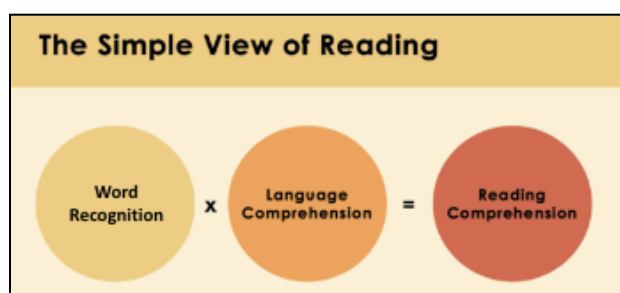 The Simple View of Reading
Word
Recognition
x
Language
Comprehension
=
Reading
Comprehension